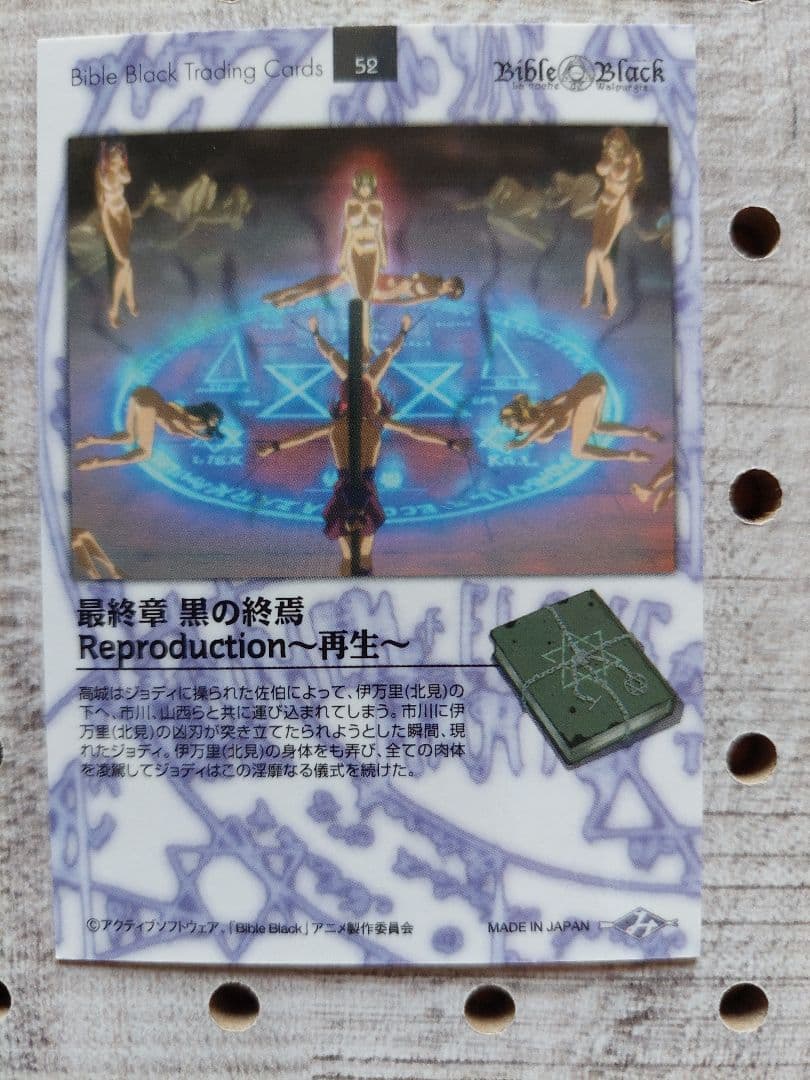 Bible Black Trading Cards
52
Bible Black
La noche de Walpurgis
最終章 黒の終焉
Reproduction～再生～
高城はジョディに操られた佐伯によって、伊万里(北見)の
下へ、市川、山西らと共に運び込まれてしまう。市川に伊
万里(北見)の凶刃が突き立てたられようとした瞬間、現
れたジョディ。伊万里(北見)の身体をも弄び、全ての肉体
を凌駕してジョディはこの淫靡なる儀式を続けた。
©アクティブソフトウェア、「Bible Black」アニメ製作委員会
MADE IN JAPAN